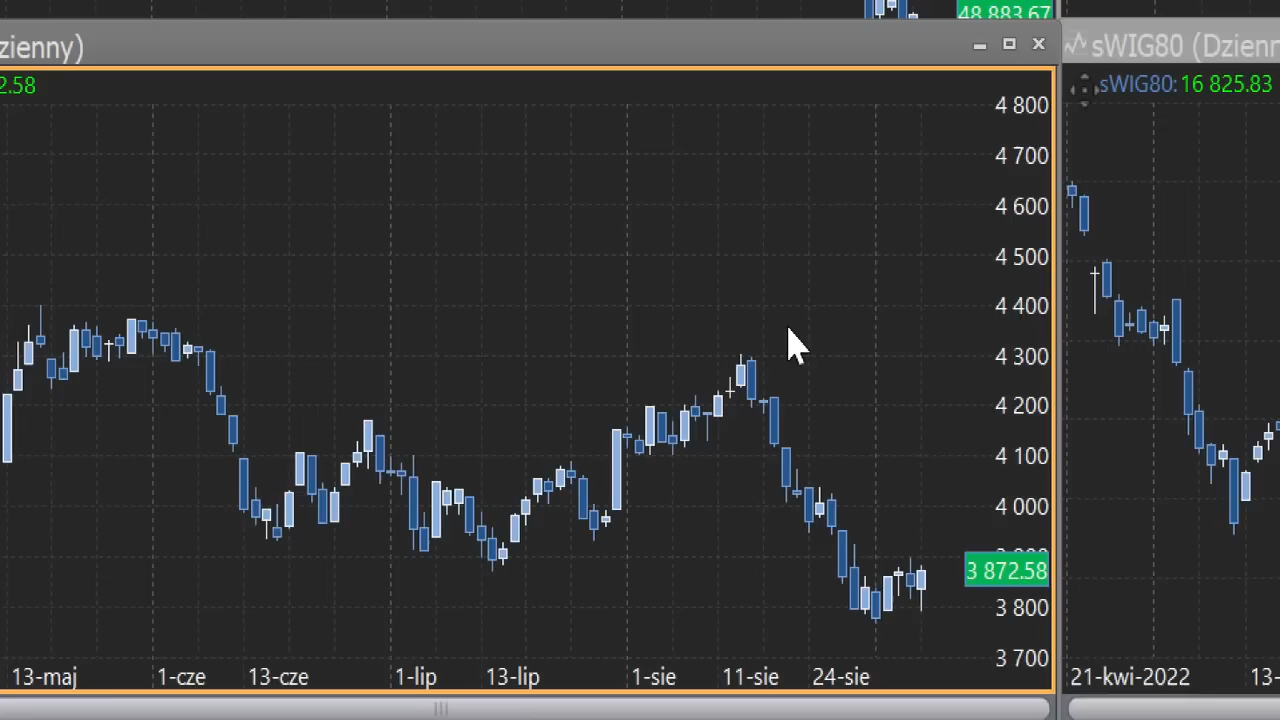 48 883.67
zienny)
sWIG80 (Dzienn
2.58
sWIG80: 16 825.83
4 800
4 700
4 600
4 500
4 400
4 300
4 200
4 100
4 000
3 872.58
3 800
3 700
13-maj 1-cze 13-cze 1-lip 13-lip 1-sie 11-sie 24-sie
21-kwi-2022 13-